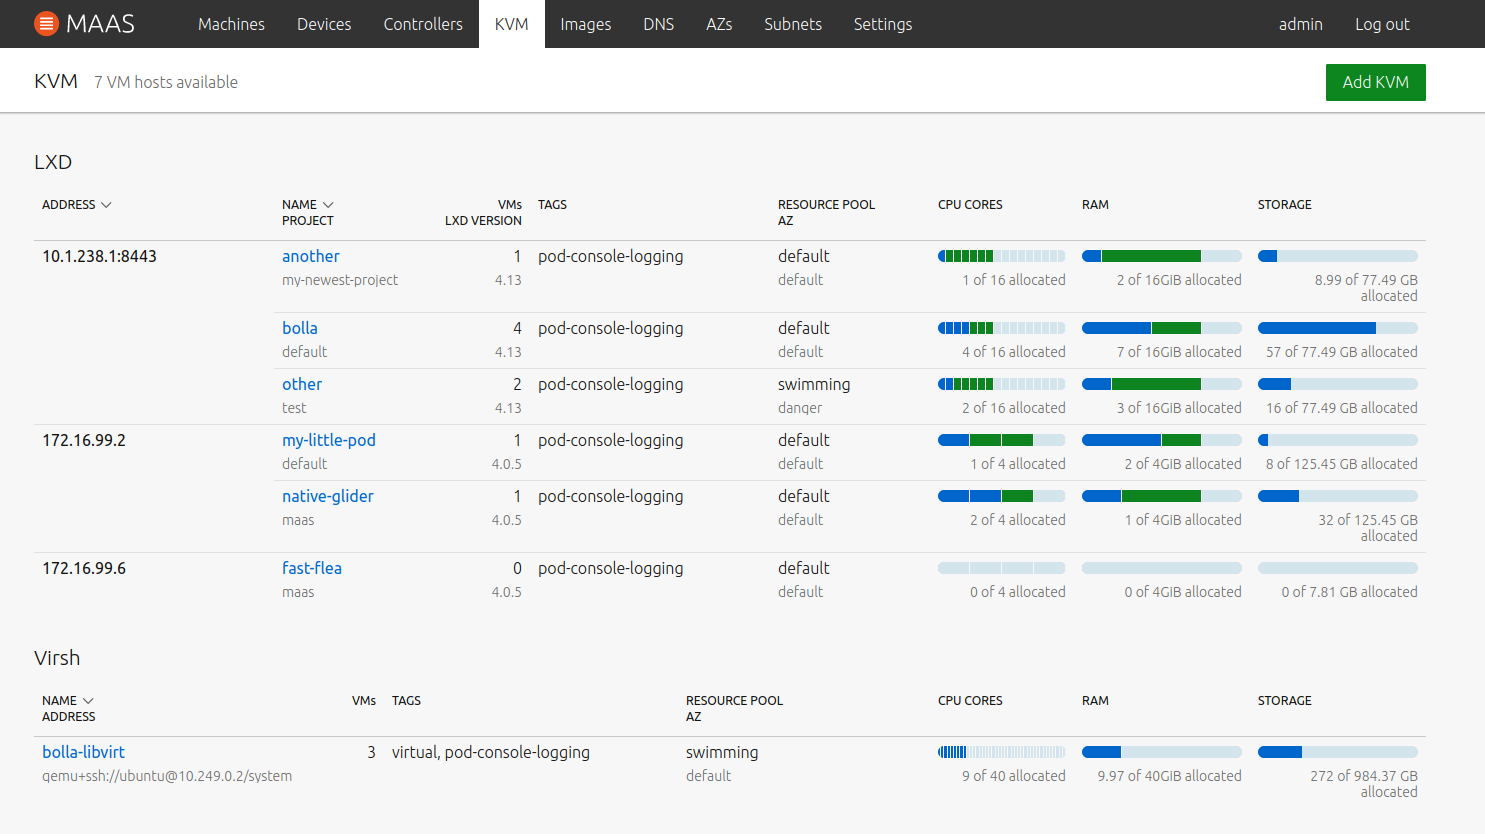 MAAS Machines Devices Controllers KVM Images DNS AZs Subnets Settings admin Log out
KVM 7 VM hosts available Add KVM
LXD
ADDRESS NAME VMs TAGS RESOURCE POOL CPU CORES RAM STORAGE
PROJECT LXD VERSION AZ
10.1.238.1:8443 another 1 pod-console-logging default
my-newest-project 4.13 default 1 of 16 allocated 2 of 16GiB allocated 8.99 of 77.49 GB
allocated
bolla 4 pod-console-logging default
default 4.13 default 4 of 16 allocated 7 of 16GiB allocated 57 of 77.49 GB allocated
other 2 pod-console-logging swimming
test 4.13 danger 2 of 16 allocated 3 of 16GiB allocated 16 of 77.49 GB allocated
172.16.99.2 my-little-pod 1 pod-console-logging default
default 4.0.5 default 1 of 4 allocated 2 of 4GiB allocated 8 of 125.45 GB allocated
native-glider 1 pod-console-logging default
maas 4.0.5 default 2 of 4 allocated 1 of 4GiB allocated 32 of 125.45 GB
allocated
172.16.99.6 fast-flea 0 pod-console-logging default
maas 4.0.5 default 0 of 4 allocated 0 of 4GiB allocated 0 of 7.81 GB allocated
Virsh
NAME VMs TAGS RESOURCE POOL CPU CORES RAM STORAGE
ADDRESS AZ
bolla-libvirt 3 virtual, pod-console-logging swimming
qemu+ssh://ubuntu@10.249.0.2/system default 9 of 40 allocated 9.97 of 40GiB allocated 272 of 984.37 GB
allocated